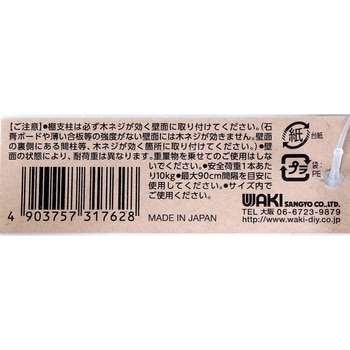 【ご注意】●棚支柱は必ず木ネジが効く壁面に取り付けてください。(石
膏ボードや薄い合板等の強度がない壁面には木ネジが効きません。壁面
の裏側にある間柱等、木ネジが効く箇所に取り付けてください。)●壁
面の状態により、耐荷重は異なります。重量物を乗せてのご使用はしな
いでください。●安全荷重1本あた
り10kg●最大90cm間隔を目安に
使用してください。●サイズ内で
ご使用ください。
4 903757 317628
MADE IN JAPAN
紙
台紙
プラ
袋:
PE
WAKI SANGYO CO.,LTD.
TEL 大阪 06-6723-9879
http://www.waki-diy.co.jp